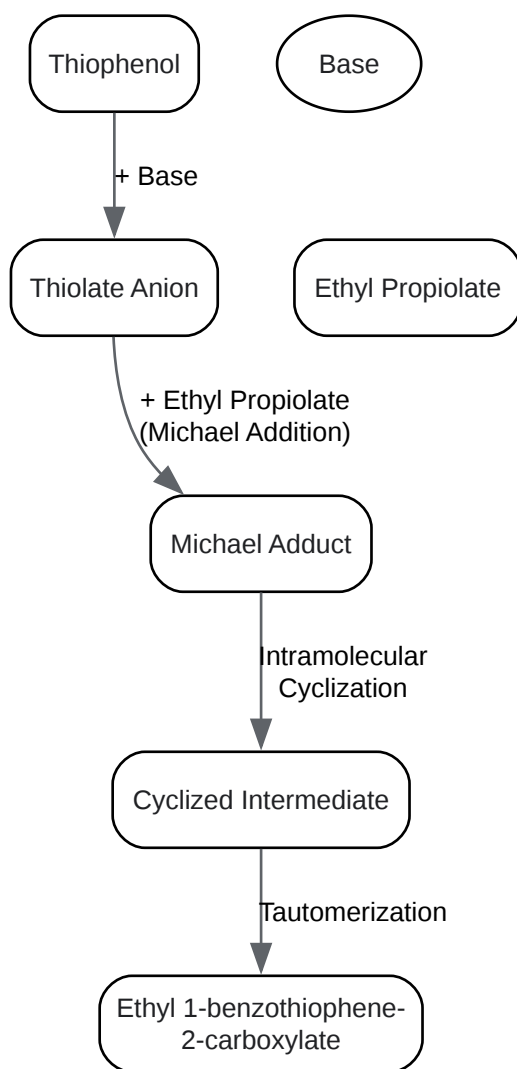 Thiophenol
Base
+ Base
Thiolate Anion
Ethyl Propiolate
+ Ethyl Propiolate
(Michael Addition)
Michael Adduct
Intramolecular
Cyclization
Cyclized Intermediate
Tautomerization
Ethyl 1-benzothiophene-
2-carboxylate